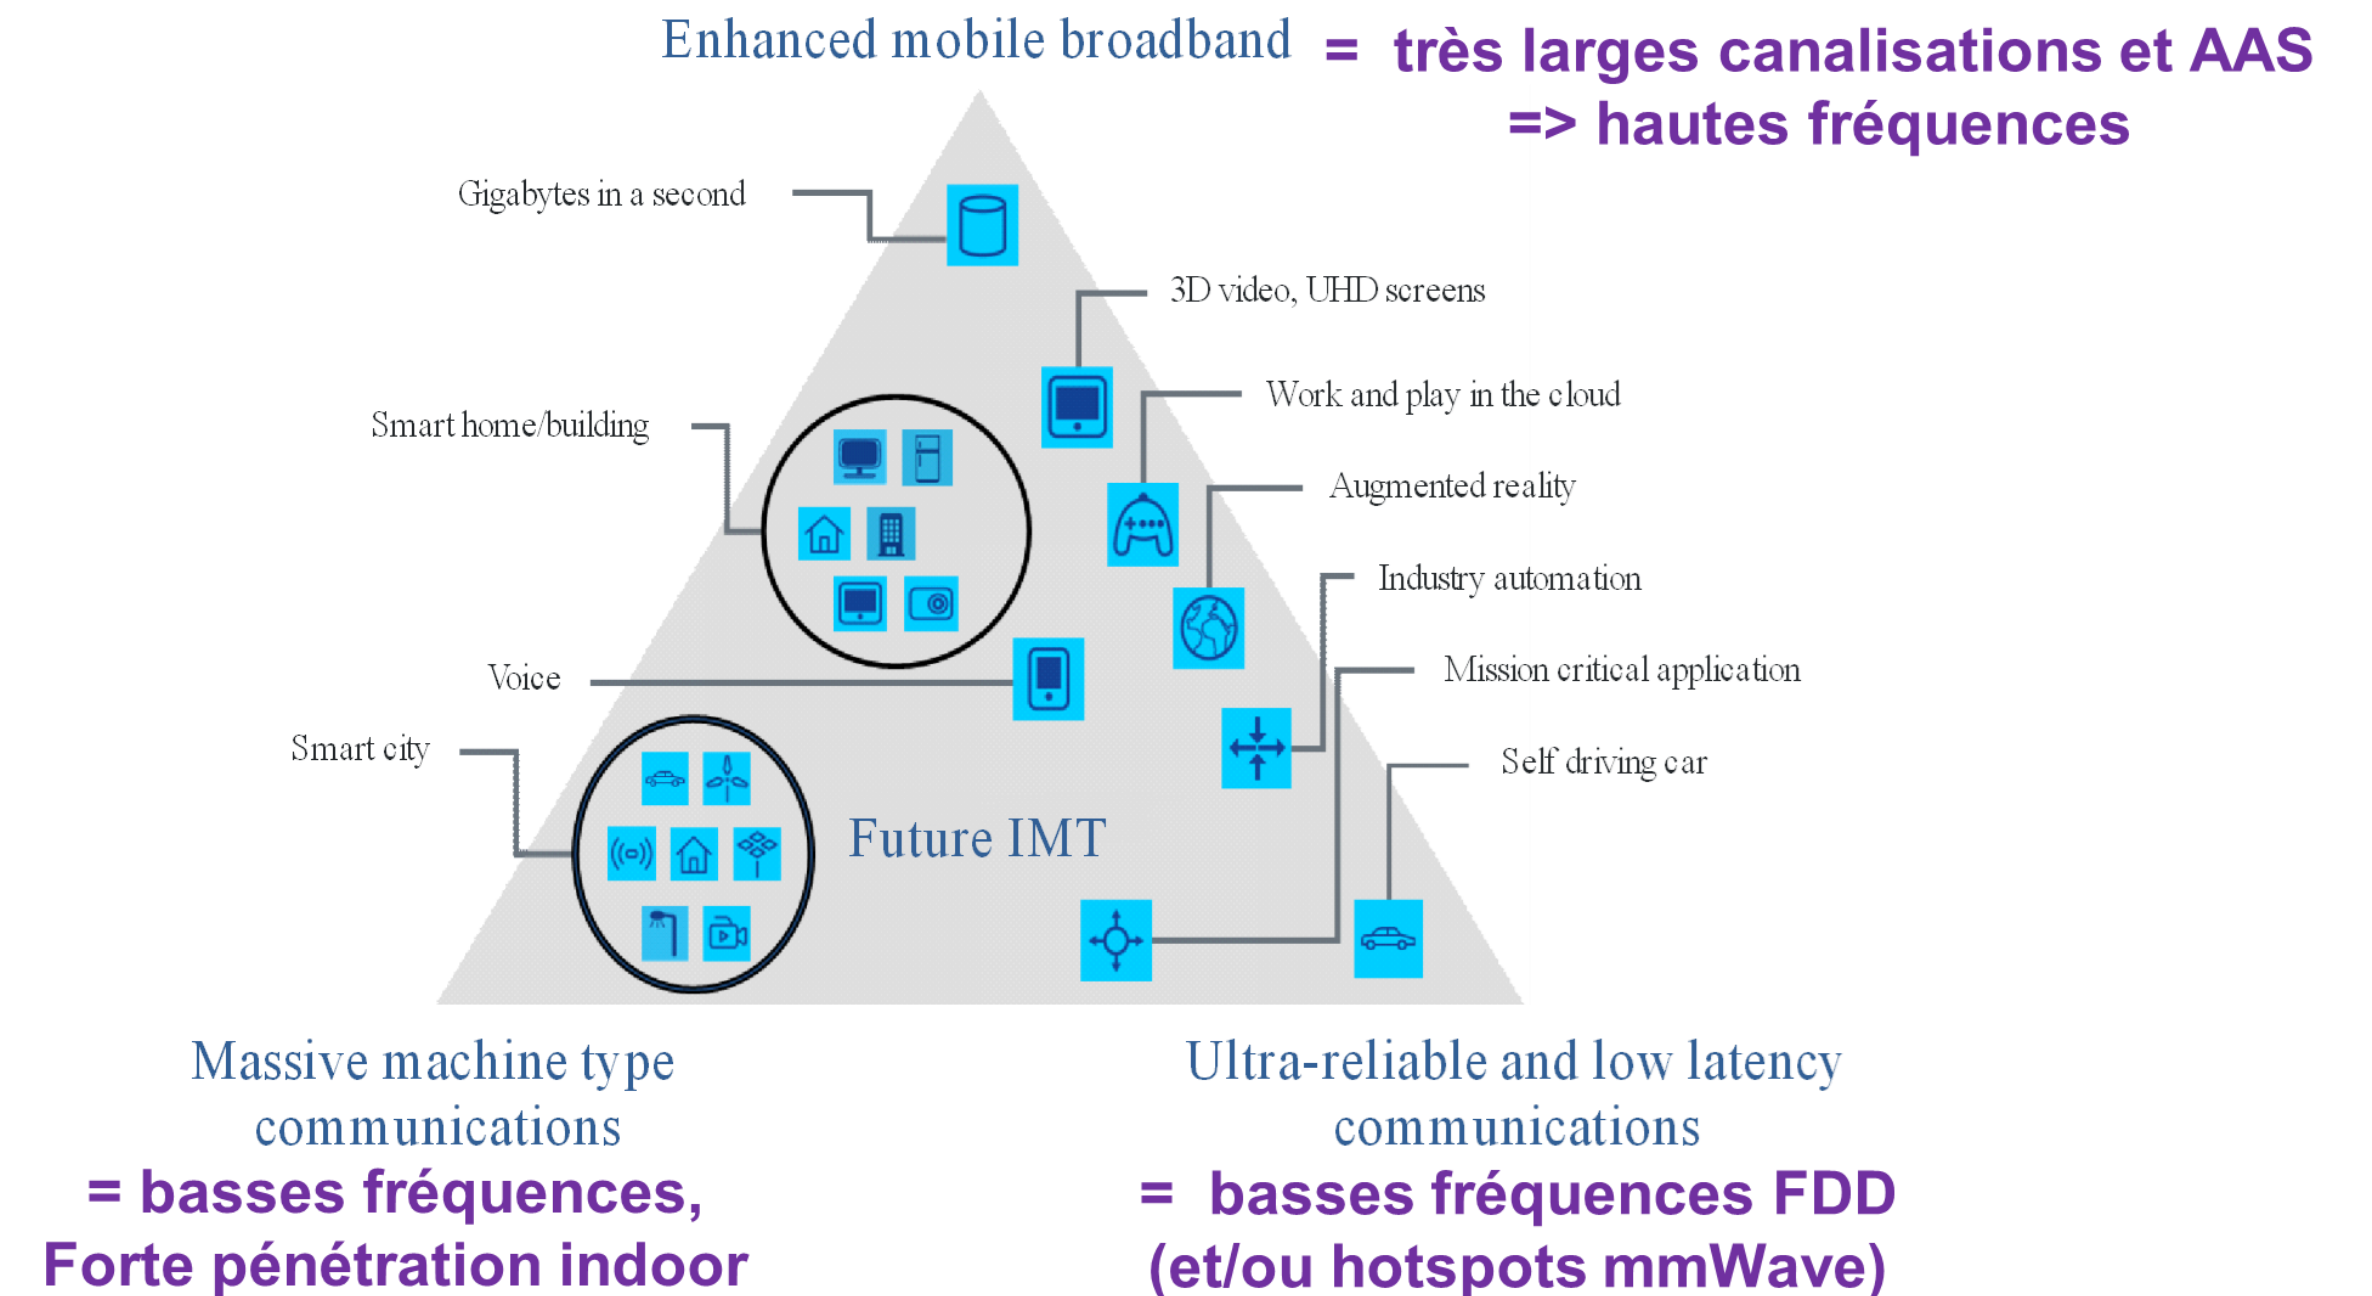 Enhanced mobile broadband = très larges canalisations et AAS
=> hautes fréquences
Gigabytes in a second
3D video, UHD screens
Work and play in the cloud
Smart home/building
Augmented reality
Industry automation
Voice
Mission critical application
Smart city
Self driving car
Future IMT
Massive machine type
communications
= basses fréquences,
Forte pénétration indoor
Ultra-reliable and low latency
communications
= basses fréquences FDD
(et/ou hotspots mmWave)